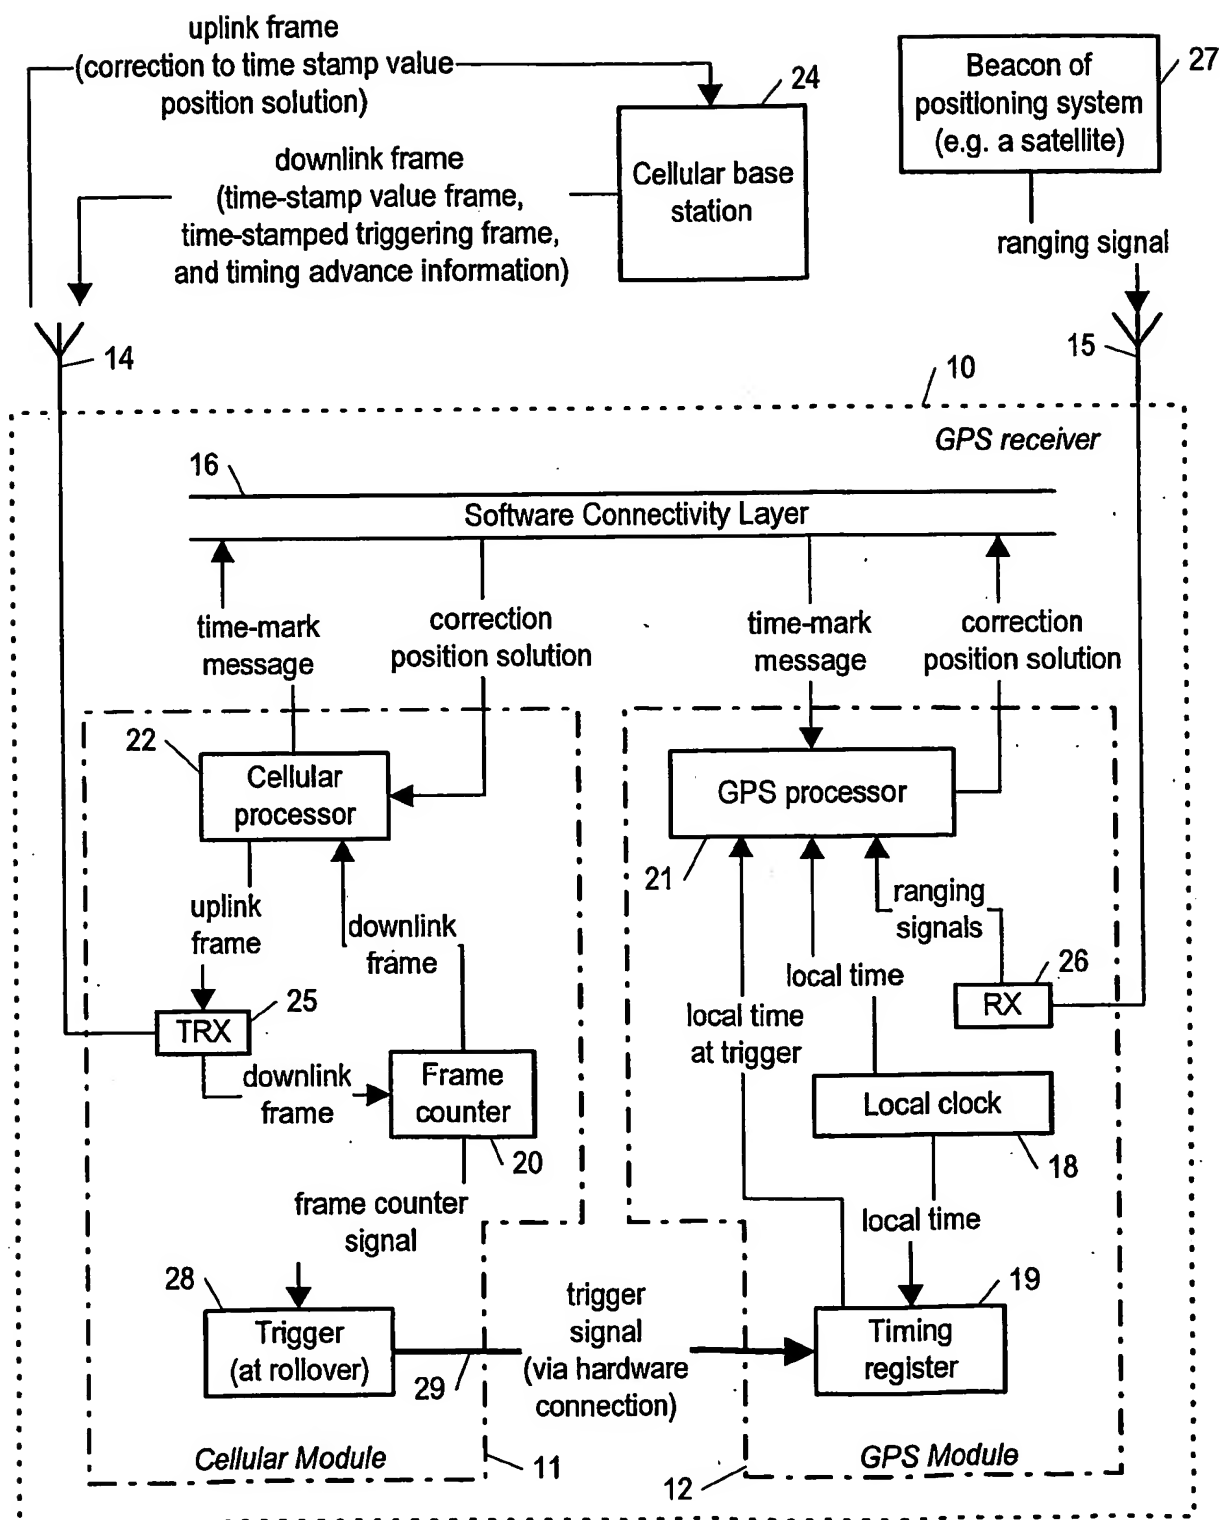 uplink frame
(correction to time stamp value
position solution)
24
27
Beacon of
positioning system
(e.g. a satellite)
downlink frame
(time-stamp value frame,
time-stamped triggering frame,
and timing advance information)
Cellular base
station
ranging signal
14
15
10
GPS receiver
16
Software Connectivity Layer
time-mark
message
correction
position solution
time-mark
message
correction
position solution
22
Cellular
processor
GPS processor
21
uplink
frame
downlink
frame
ranging
signals
local time
26
RX
25
TRX
local time
at trigger
downlink
frame
Frame
counter
20
Local clock
18
frame counter
signal
local time
28
Trigger
(at rollover)
29
trigger
signal
(via hardware
connection)
19
Timing
register
Cellular Module
11
12
GPS Module